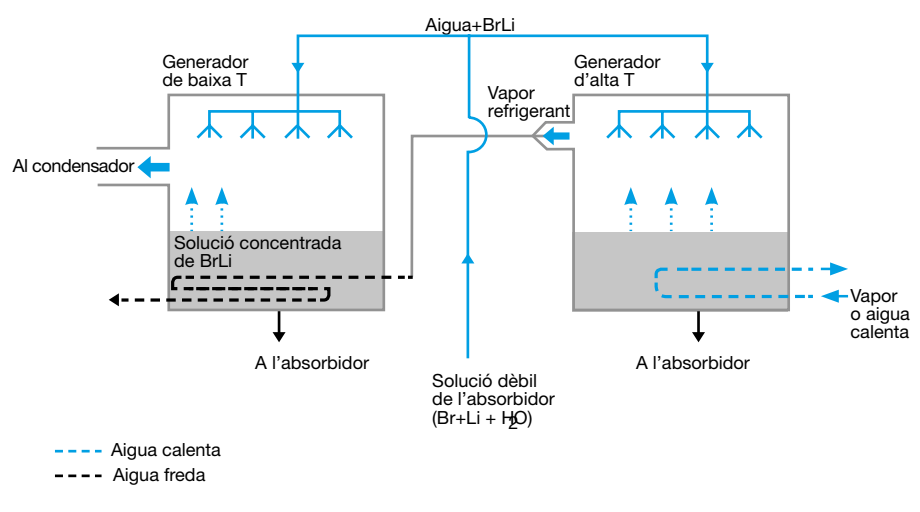 Aigua+BrLi
Generador
de baixa T
Generador
d'alta T
Vapor
refrigerant
Al condensador
Solució concentrada
de BrLi
Vapor
o aigua
calenta
A l'absorbidor
A l'absorbidor
Solució dèbil
de l'absorbidor
(Br+Li + H2O)
Aigua calenta
Aigua freda